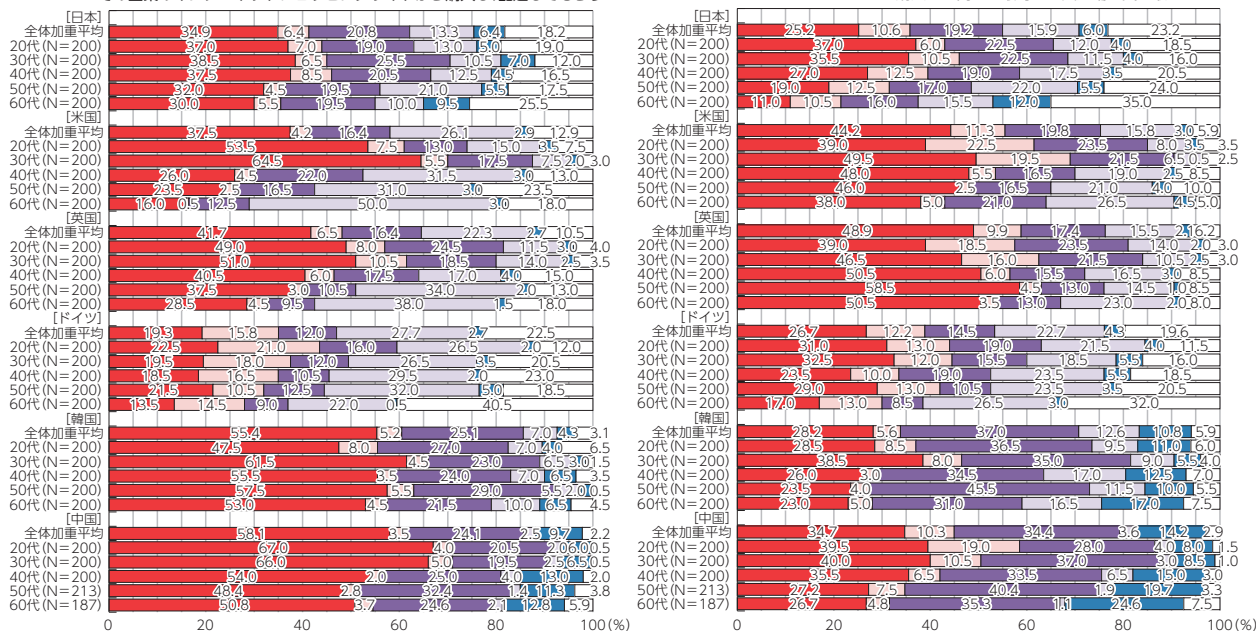 [日本]
全体加重平均 34.9 6.4 20.8 13.3 6.4 18.2
20代(N＝200) 37.0 7.0 19.0 13.0 5.0 19.0
30代(N＝200) 38.5 6.5 25.5 10.5 7.0 12.0
40代(N＝200) 37.5 8.5 20.5 12.5 4.5 16.5
50代(N＝200) 32.0 4.5 19.5 21.0 5.5 17.5
60代(N＝200) 30.0 5.5 19.5 10.0 9.5 25.5
[米国]
全体加重平均 37.5 4.2 16.4 26.1 2.9 12.9
20代(N＝200) 53.5 7.5 13.0 15.0 3.5 7.5
30代(N＝200) 64.5 5.5 17.5 7.5 2.0 3.0
40代(N＝200) 26.0 4.5 22.0 31.5 3.0 13.0
50代(N＝200) 23.5 2.5 16.5 31.0 3.0 23.5
60代(N＝200) 16.0 0.5 12.5 50.0 3.0 18.0
[英国]
全体加重平均 41.7 6.5 16.4 22.3 2.7 10.5
20代(N＝200) 49.0 8.0 24.5 11.5 3.0 4.0
30代(N＝200) 51.0 10.5 18.5 14.0 2.5 3.5
40代(N＝200) 40.5 6.0 17.5 17.0 4.0 15.0
50代(N＝200) 37.5 3.0 10.5 34.0 2.0 13.0
60代(N＝200) 28.5 4.5 9.5 38.0 1.5 18.0
[ドイツ]
全体加重平均 19.3 15.8 12.0 27.7 2.7 22.5
20代(N＝200) 22.5 21.0 16.0 26.5 2.0 12.0
30代(N＝200) 19.5 18.0 12.0 26.5 3.5 20.5
40代(N＝200) 18.5 16.5 10.5 29.5 2.0 23.0
50代(N＝200) 21.5 10.5 12.5 32.0 5.0 18.5
60代(N＝200) 13.5 14.5 9.0 22.0 0.5 40.5
[韓国]
全体加重平均 55.4 5.2 25.1 7.0 4.3 3.1
20代(N＝200) 47.5 8.0 27.0 7.0 4.0 6.5
30代(N＝200) 61.5 4.5 23.0 6.5 3.0 1.5
40代(N＝200) 55.5 3.5 24.0 7.0 6.5 3.5
50代(N＝200) 57.5 5.5 29.0 5.5 2.0 0.5
60代(N＝200) 53.0 4.5 21.5 10.0 6.5 4.5
[中国]
全体加重平均 58.1 3.5 24.1 2.5 9.7 2.2
20代(N＝200) 67.0 4.0 20.5 2.0 6.0 0.5
30代(N＝200) 66.0 5.0 19.5 2.5 6.5 0.5
40代(N＝200) 54.0 2.0 25.0 4.0 13.0 2.0
50代(N＝213) 48.4 2.8 32.4 1.4 11.3 3.8
60代(N＝187) 50.8 3.7 24.6 2.1 12.8 5.9
0 20 40 60 80 100(%)
[日本]
全体加重平均 25.2 10.6 19.2 15.9 6.0 23.2
20代(N＝200) 37.0 6.0 22.5 12.0 4.0 18.5
30代(N＝200) 35.5 10.5 22.5 11.5 4.0 16.0
40代(N＝200) 27.0 12.5 19.0 17.5 3.5 20.5
50代(N＝200) 19.0 12.5 17.0 22.0 5.5 24.0
60代(N＝200) 11.0 10.5 16.0 15.5 12.0 35.0
[米国]
全体加重平均 44.2 11.3 19.8 15.8 3.0 5.9
20代(N＝200) 39.0 22.5 23.5 8.0 3.5 3.5
30代(N＝200) 49.5 19.5 21.5 6.5 0.5 2.5
40代(N＝200) 48.0 5.5 16.5 19.0 2.5 8.5
50代(N＝200) 46.0 2.5 16.5 21.0 4.0 10.0
60代(N＝200) 38.0 5.0 21.0 26.5 4.5 5.0
[英国]
全体加重平均 48.9 9.9 17.4 15.5 2.1 6.2
20代(N＝200) 39.0 18.5 23.5 14.0 2.0 3.0
30代(N＝200) 46.5 16.0 21.5 10.5 2.5 3.0
40代(N＝200) 50.5 6.0 15.5 16.5 3.0 8.5
50代(N＝200) 58.5 4.5 13.0 14.5 1.0 8.5
60代(N＝200) 50.5 3.5 13.0 23.0 2.0 8.0
[ドイツ]
全体加重平均 26.7 12.2 14.5 22.7 4.3 19.6
20代(N＝200) 31.0 13.0 19.0 21.5 4.0 11.5
30代(N＝200) 32.5 12.0 15.5 18.5 5.5 16.0
40代(N＝200) 23.5 10.0 19.0 23.5 5.5 18.5
50代(N＝200) 29.0 13.0 10.5 23.5 3.5 20.5
60代(N＝200) 17.0 13.0 8.5 26.5 3.0 32.0
[韓国]
全体加重平均 28.2 5.6 37.0 12.6 10.8 5.9
20代(N＝200) 28.5 8.5 36.5 9.5 11.0 6.0
30代(N＝200) 38.5 8.0 35.0 9.0 5.5 4.0
40代(N＝200) 26.0 3.0 34.5 17.0 12.5 7.0
50代(N＝200) 23.5 4.0 45.5 11.5 10.0 5.5
60代(N＝200) 23.0 5.0 31.0 16.5 17.0 7.5
[中国]
全体加重平均 34.7 10.3 34.4 3.6 14.2 2.9
20代(N＝200) 39.5 19.0 28.0 4.0 8.0 1.5
30代(N＝200) 40.0 10.5 37.0 3.0 8.5 1.0
40代(N＝200) 35.5 6.5 33.5 6.5 15.0 3.0
50代(N＝213) 27.2 7.5 40.4 1.9 19.7 3.3
60代(N＝187) 26.7 4.8 35.3 1.1 24.6 7.5
0 20 40 60 80 100(%)